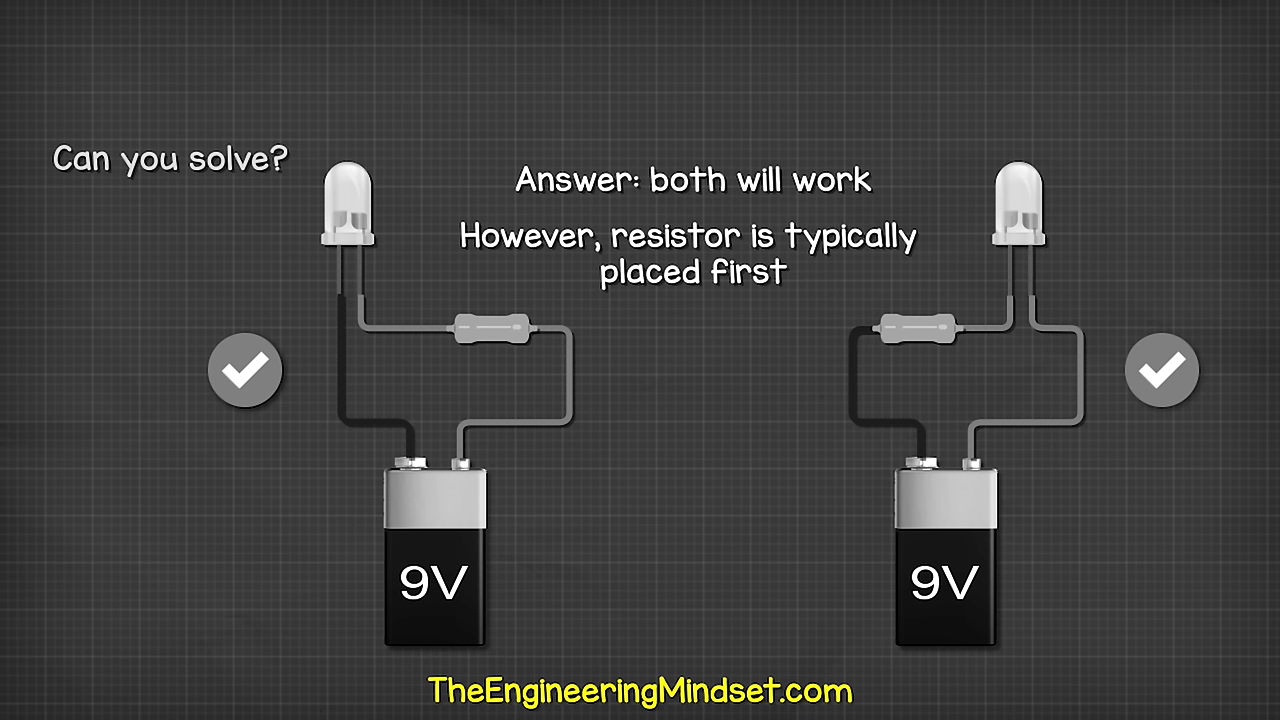 Can you solve?
Answer: both will work
However, resistor is typically
placed first
9V
9V
TheEngineeringMindset.com